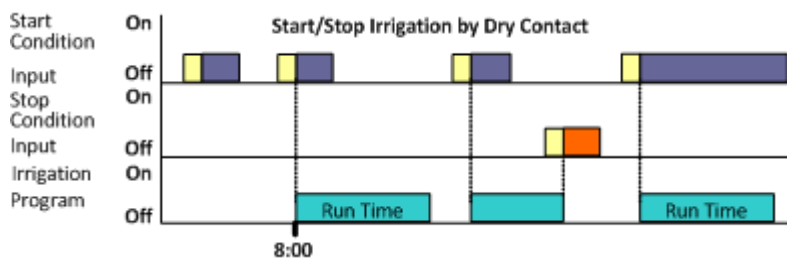 Start/Stop Irrigation by Dry Contact
Start
Condition
On
Input
Off
Stop
Condition
On
Input
Off
Irrigation
On
Program
Off
Run Time
Run Time
8:00